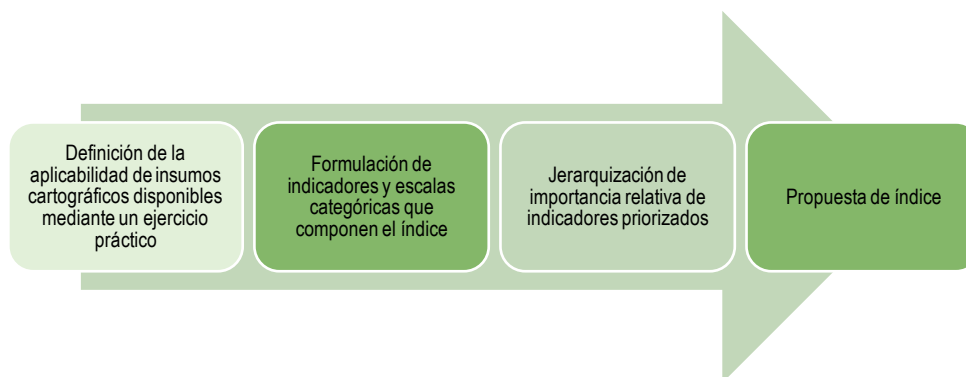 Definición de la
aplicabilidad de insumos
cartográficos disponibles
mediante un ejercicio
práctico
Formulación de
indicadores y escalas
categóricas que
componen el índice
Jerarquización de
importancia relativa de
indicadores priorizados
Propuesta de índice